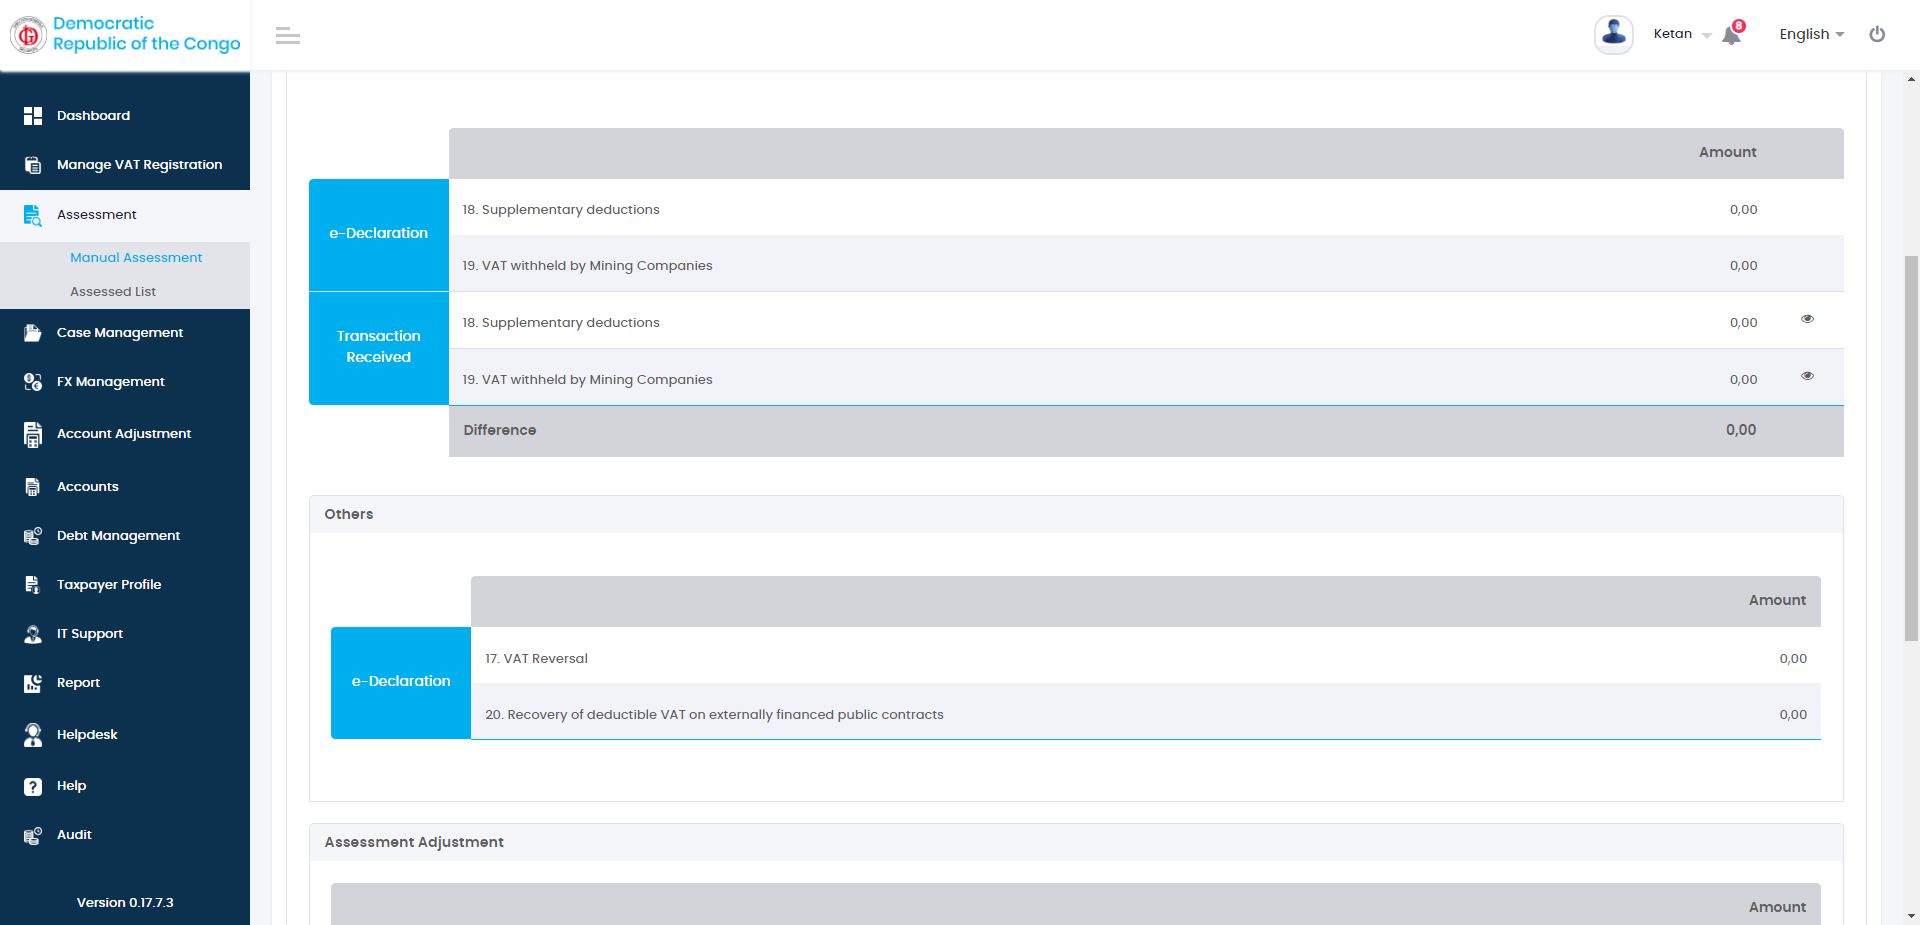 Democratic
Republic of the Congo
Ketan
8
English
Dashboard
Manage VAT Registration
Assessment
Manual Assessment
Assessed List
Case Management
FX Management
Account Adjustment
Accounts
Debt Management
Taxpayer Profile
IT Support
Report
Helpdesk
Help
Audit
Version 0.17.7.3
Amount
e-Declaration
18. Supplementary deductions 0,00
19. VAT withheld by Mining Companies 0,00
Transaction
Received
18. Supplementary deductions 0,00
19. VAT withheld by Mining Companies 0,00
Difference 0,00
Others
Amount
e-Declaration
17. VAT Reversal 0,00
20. Recovery of deductible VAT on externally financed public contracts 0,00
Assessment Adjustment
Amount